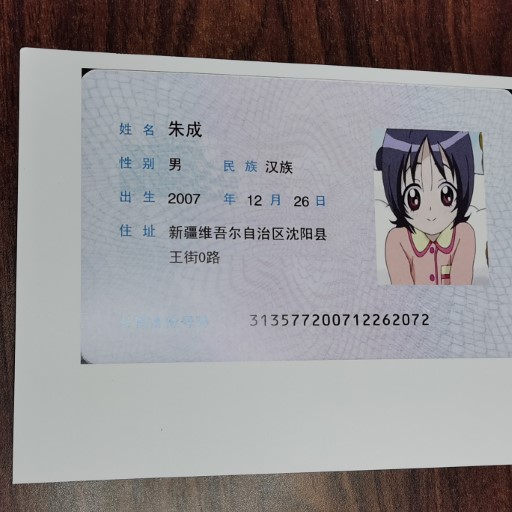 姓名 朱成
性别 男 民族 汉族
出生 2007 年 12 月 26 日
住址 新疆维吾尔自治区沈阳县
王街0路
313577200712262072